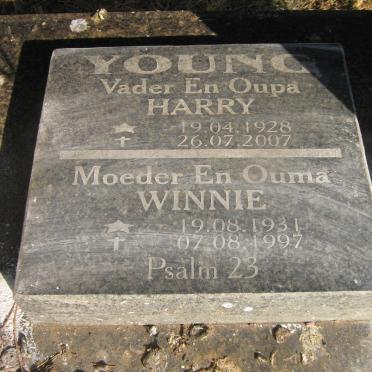 YOUNG
Vader En Oupa
HARRY
19.04.1928
26.07.2007
Moeder En Ouma
WINNIE
19.08.1931
07.08.1997
Psalm 23